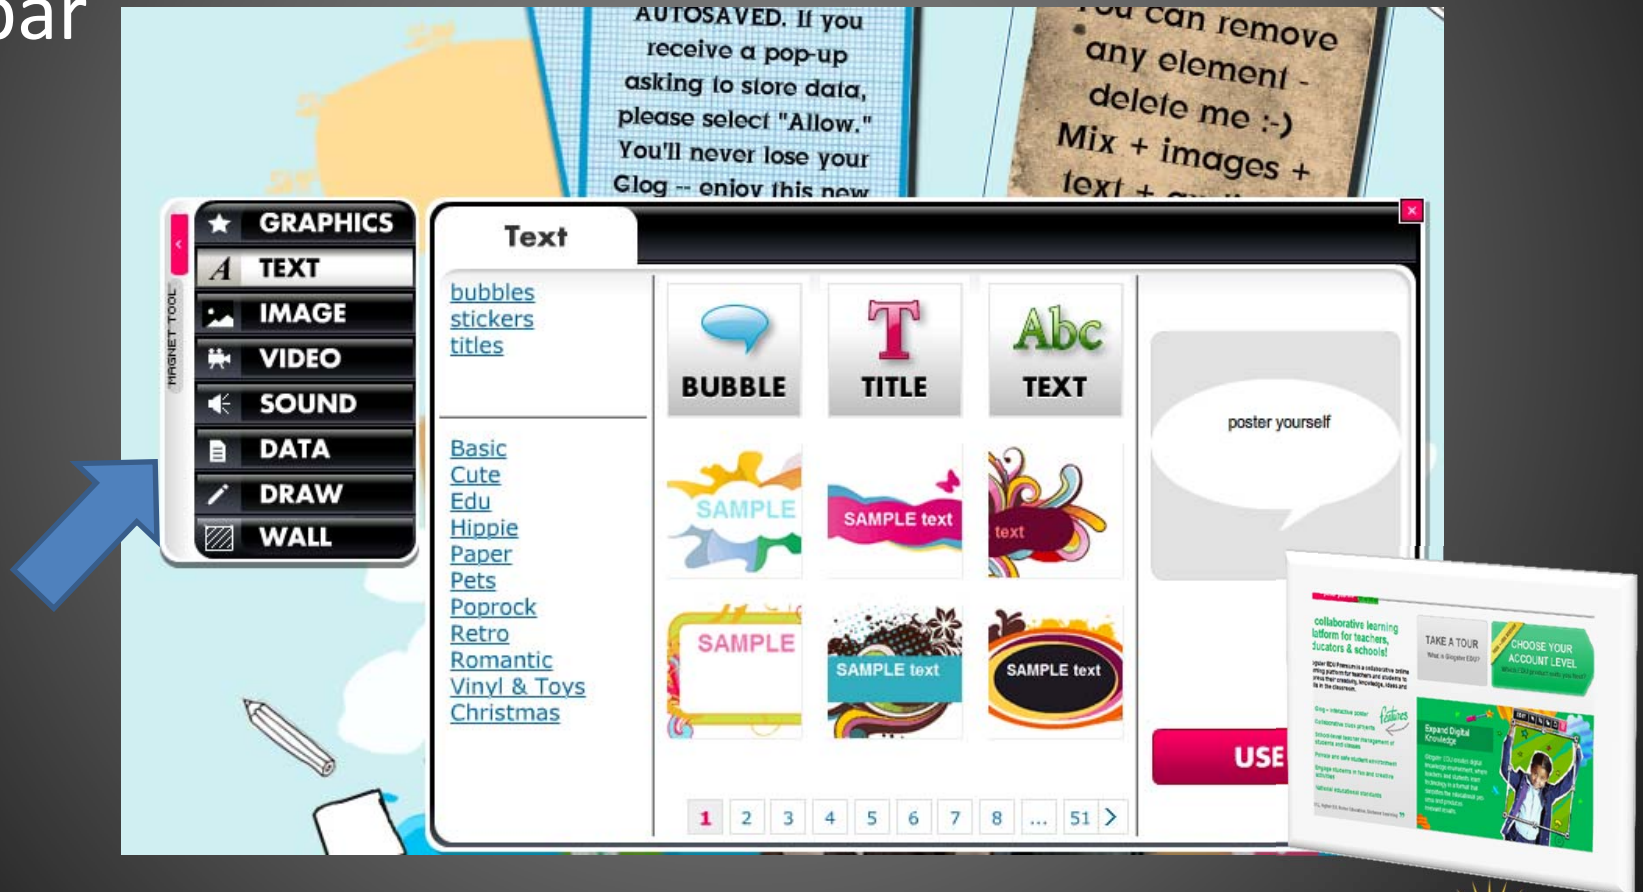 bar
AUTOSAVED. If you
receive a pop-up
asking to store data,
please select "Allow."
You'll never lose your
Glog -- enjoy this new
You can remove
any element -
delete me :-)
Mix + images +
text +
MAGNET TOOL
GRAPHICS
A TEXT
IMAGE
VIDEO
SOUND
DATA
DRAW
WALL
Text
bubbles
stickers
titles
Basic
Cute
Edu
Hippie
Paper
Pets
Poprock
Retro
Romantic
Vinyl & Toys
Christmas
BUBBLE
T
TITLE
Abc
TEXT
SAMPLE
SAMPLE text
text
SAMPLE
SAMPLE text
SAMPLE text
1 2 3 4 5 6 7 8 ... 51 >
poster yourself
USE
collaborative learning
latform for teachers,
ducators & schools!
TAKE A TOUR
What is Glogster EDU?
CHOOSE YOUR
ACCOUNT LEVEL
features
Expand Digital
Knowledge